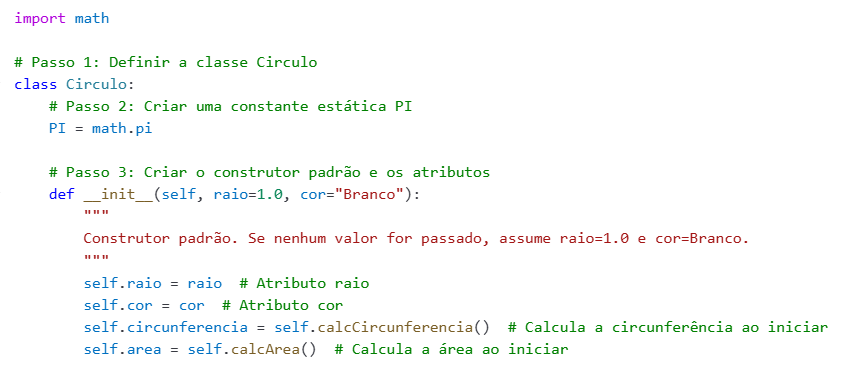 import math
# Passo 1: Definir a classe Circulo
class Circulo:
    # Passo 2: Criar uma constante estática PI
    PI = math.pi
    # Passo 3: Criar o construtor padrão e os atributos
    def __init__(self, raio=1.0, cor="Branco"):
        """
        Construtor padrão. Se nenhum valor for passado, assume raio=1.0 e cor=Branco.
        """
        self.raio = raio  # Atributo raio
        self.cor = cor  # Atributo cor
        self.circunferencia = self.calcCircunferencia()  # Calcula a circunferência ao iniciar
        self.area = self.calcArea()  # Calcula a área ao iniciar